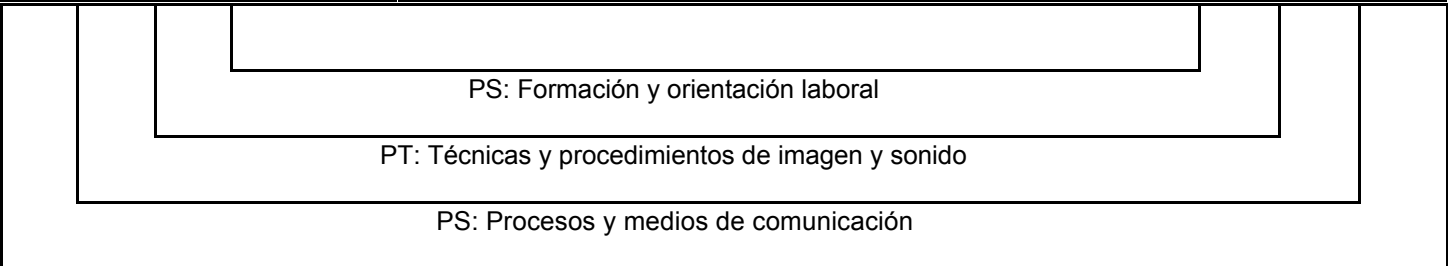 PS: Formación y orientación laboral
PT: Técnicas y procedimientos de imagen y sonido
PS: Procesos y medios de comunicación